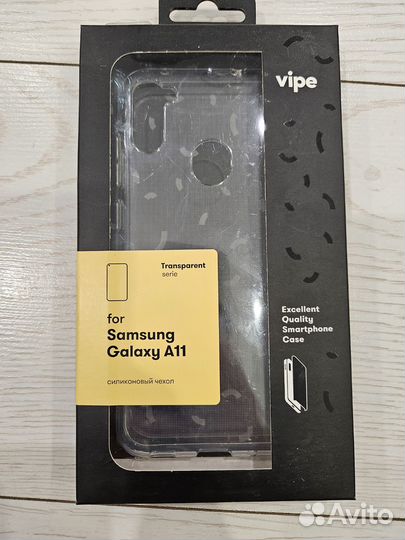 vipe
Transparent
serie
for
Samsung
Galaxy A11
силиконовый чехол
Excellent
Quality
Smartphone
Case
Avito